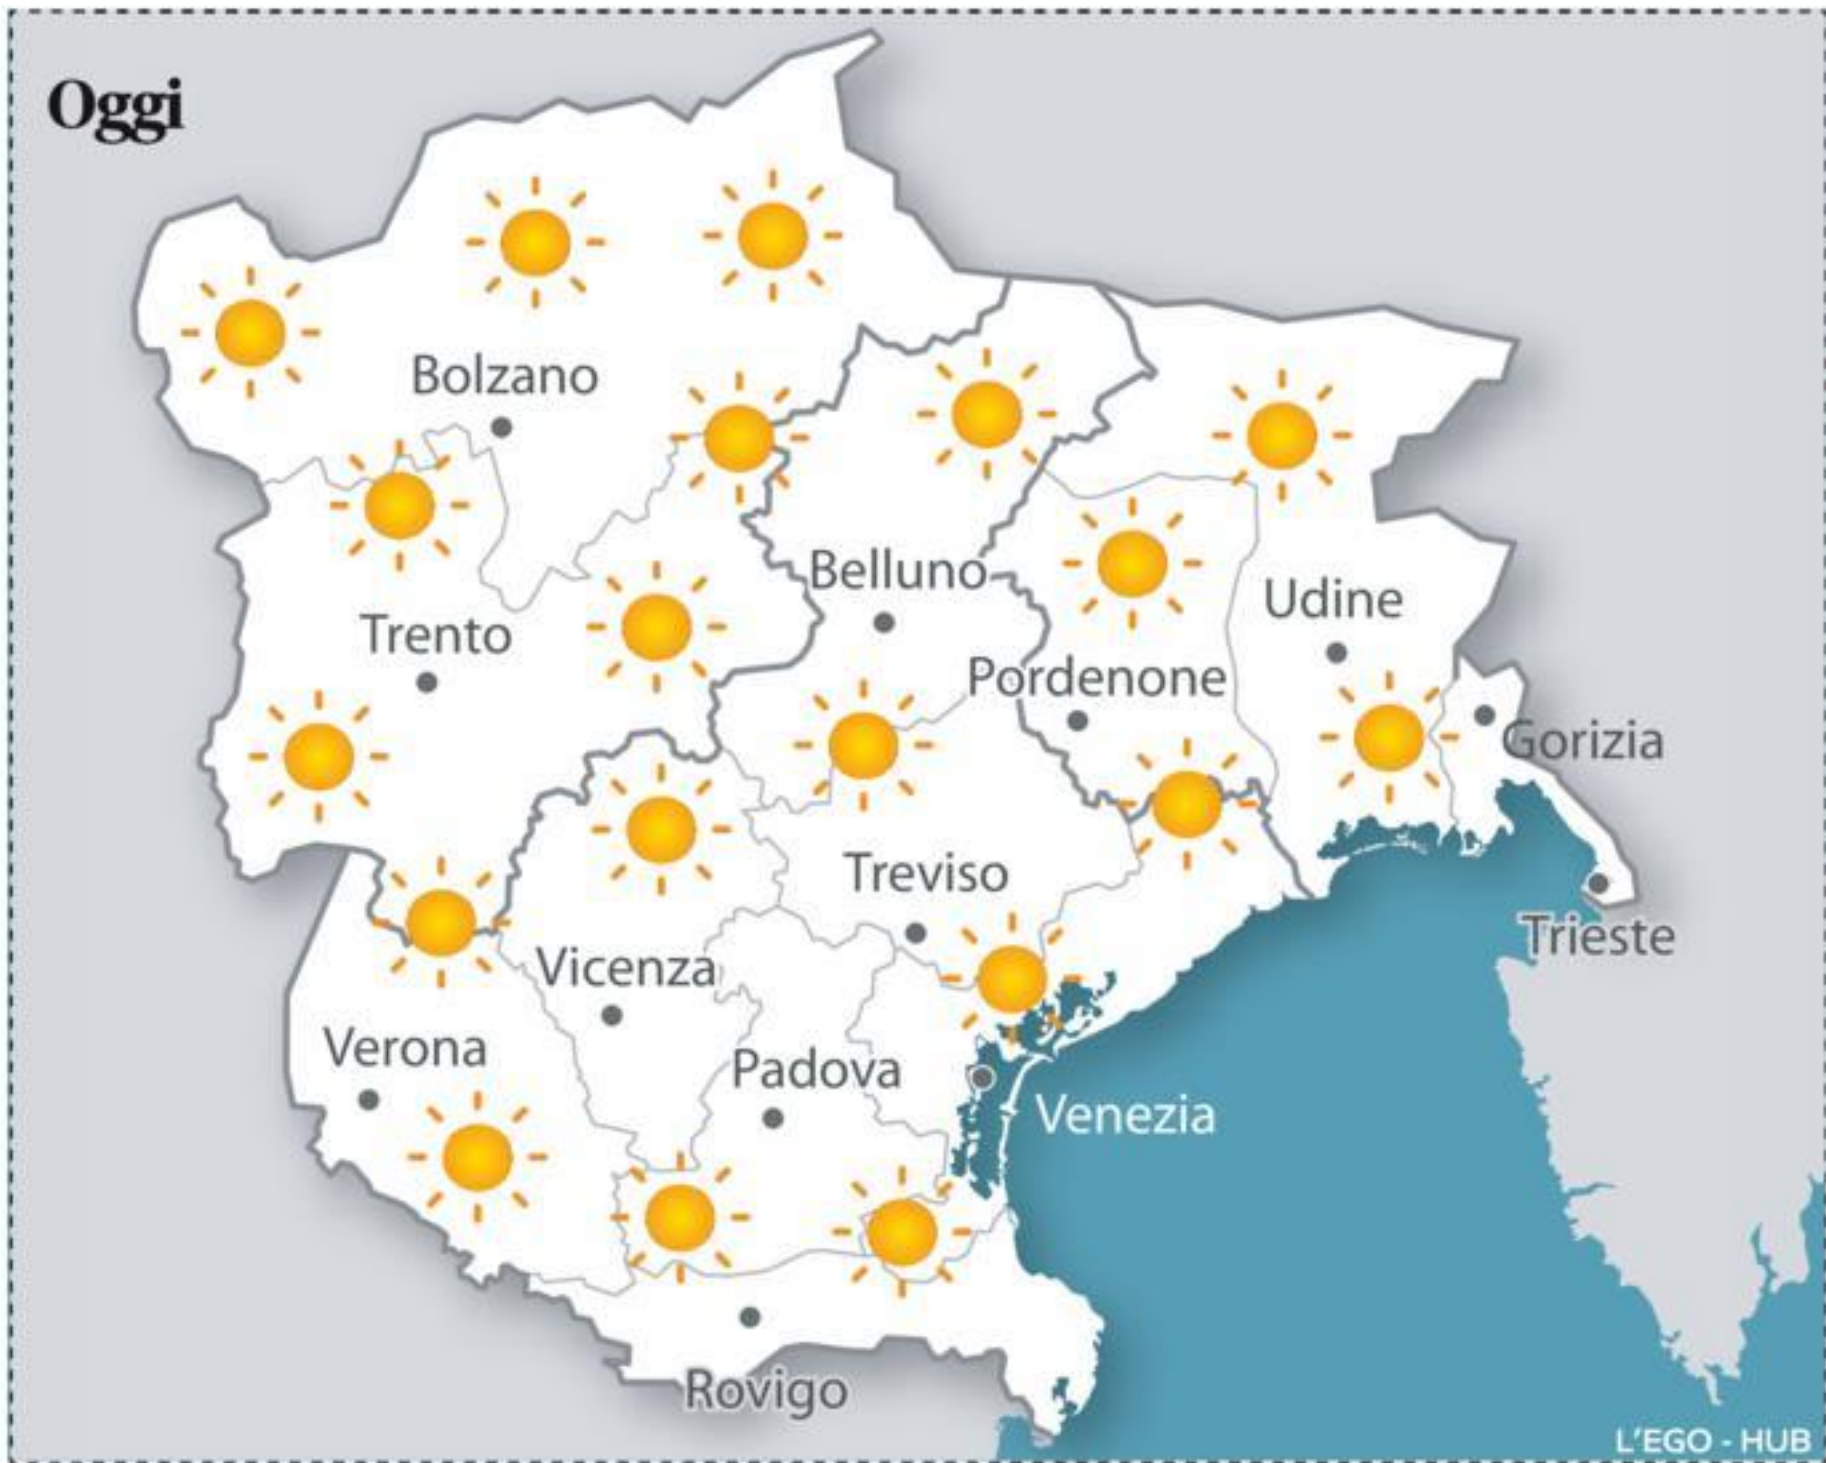 Oggi
Bolzano
Belluno
Udine
Trento
Pordenone
Gorizia
Treviso
Trieste
Vicenza
Verona
Padova
Venezia
Rovigo
L'EGO - HUB